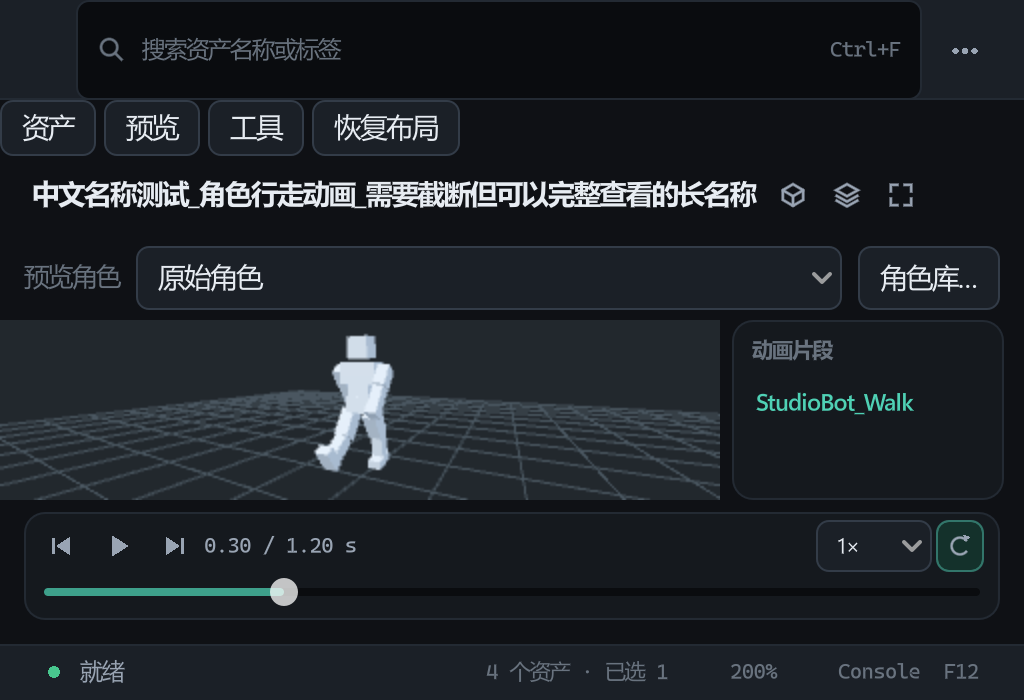 搜索资产名称或标签 Ctrl+F
资产 预览 工具 恢复布局
中文名称测试_角色行走动画_需要截断但可以完整查看的长名称
预览角色 原始角色 角色库...
动画片段
StudioBot_Walk
0.30 / 1.20 s 1×
就绪 4 个资产 · 已选 1 200% Console F12